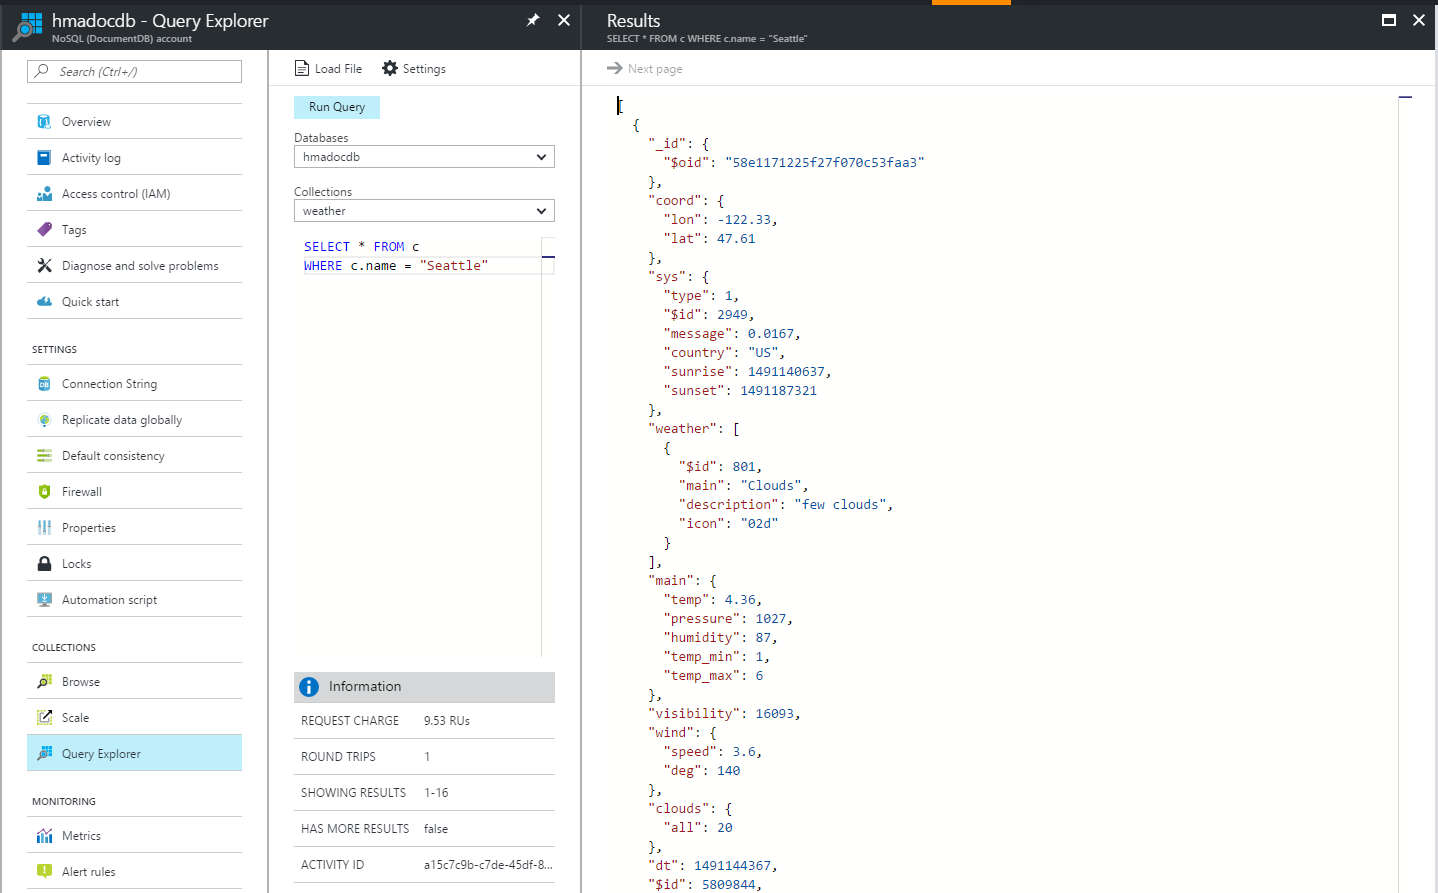 hmadocdb - Query Explorer
NoSQL (DocumentDB) account
Search (Ctrl+/)
Overview
Activity log
Access control (IAM)
Tags
Diagnose and solve problems
Quick start
SETTINGS
Connection String
Replicate data globally
Default consistency
Firewall
Properties
Locks
Automation script
COLLECTIONS
Browse
Scale
Query Explorer
MONITORING
Metrics
Alert rules
Load File
Settings
Run Query
Databases
hmadocdb
Collections
weather
SELECT * FROM c
WHERE c.name = "Seattle"
Information
REQUEST CHARGE 9.53 RUs
ROUND TRIPS 1
SHOWING RESULTS 1-16
HAS MORE RESULTS false
ACTIVITY ID a15c7c9b-c7de-45df-8...
Results
SELECT * FROM c WHERE c.name = "Seattle"
Next page
[
{
"_id": {
"$oid": "58e1171225f27f070c53faa3"
},
"coord": {
"lon": -122.33,
"lat": 47.61
},
"sys": {
"type": 1,
"$id": 2949,
"message": 0.0167,
"country": "US",
"sunrise": 1491140637,
"sunset": 1491187321
},
"weather": [
{
"$id": 801,
"main": "Clouds",
"description": "few clouds",
"icon": "02d"
}
],
"main": {
"temp": 4.36,
"pressure": 1027,
"humidity": 87,
"temp_min": 1,
"temp_max": 6
},
"visibility": 16093,
"wind": {
"speed": 3.6,
"deg": 140
},
"clouds": {
"all": 20
},
"dt": 1491144367,
"$id": 5809844,